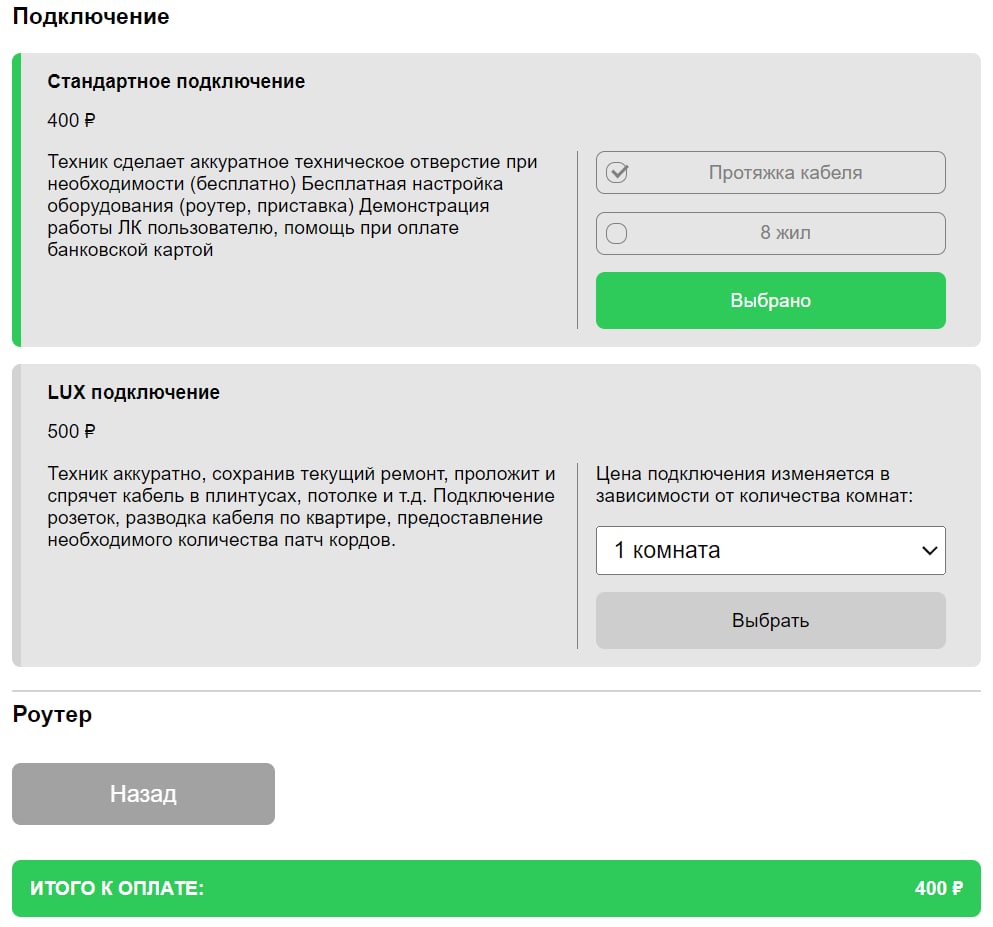 Подключение
Стандартное подключение
400 ₽
Техник сделает аккуратное техническое отверстие при
необходимости (бесплатно) Бесплатная настройка
оборудования (роутер, приставка) Демонстрация
работы ЛК пользователю, помощь при оплате
банковской картой
Протяжка кабеля
8 жил
Выбрано
LUX подключение
500 ₽
Техник аккуратно, сохранив текущий ремонт, проложит и
спрячет кабель в плинтусах, потолке и т.д. Подключение
розеток, разводка кабеля по квартире, предоставление
необходимого количества патч кордов.
Цена подключения изменяется в
зависимости от количества комнат:
1 комната
Выбрать
Роутер
Назад
ИТОГО К ОПЛАТЕ: 400 ₽